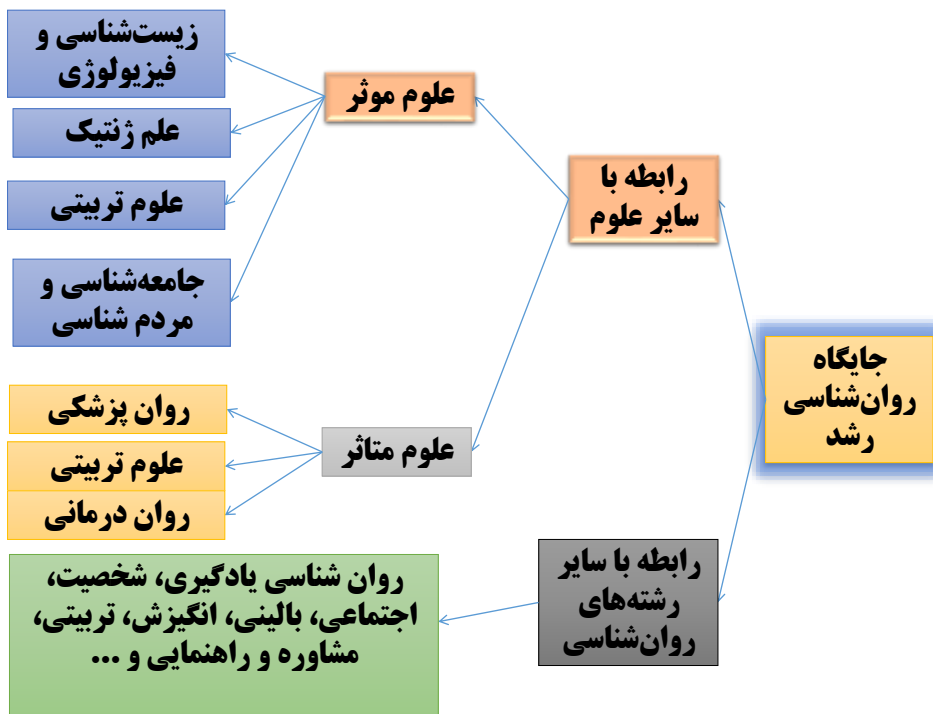 جایگاه
روان‌شناسی
رشد
رابطه با
سایر علوم
علوم موثر
زیست‌شناسی و
فیزیولوژی
علم ژنتیک
علوم تربیتی
جامعه‌شناسی و
مردم شناسی
علوم متاثر
روان پزشکی
علوم تربیتی
روان درمانی
رابطه با سایر
رشته‌های
روان‌شناسی
روان شناسی یادگیری، شخصیت،
اجتماعی، بالینی، انگیزش، تربیتی،
مشاوره و راهنمایی و ...